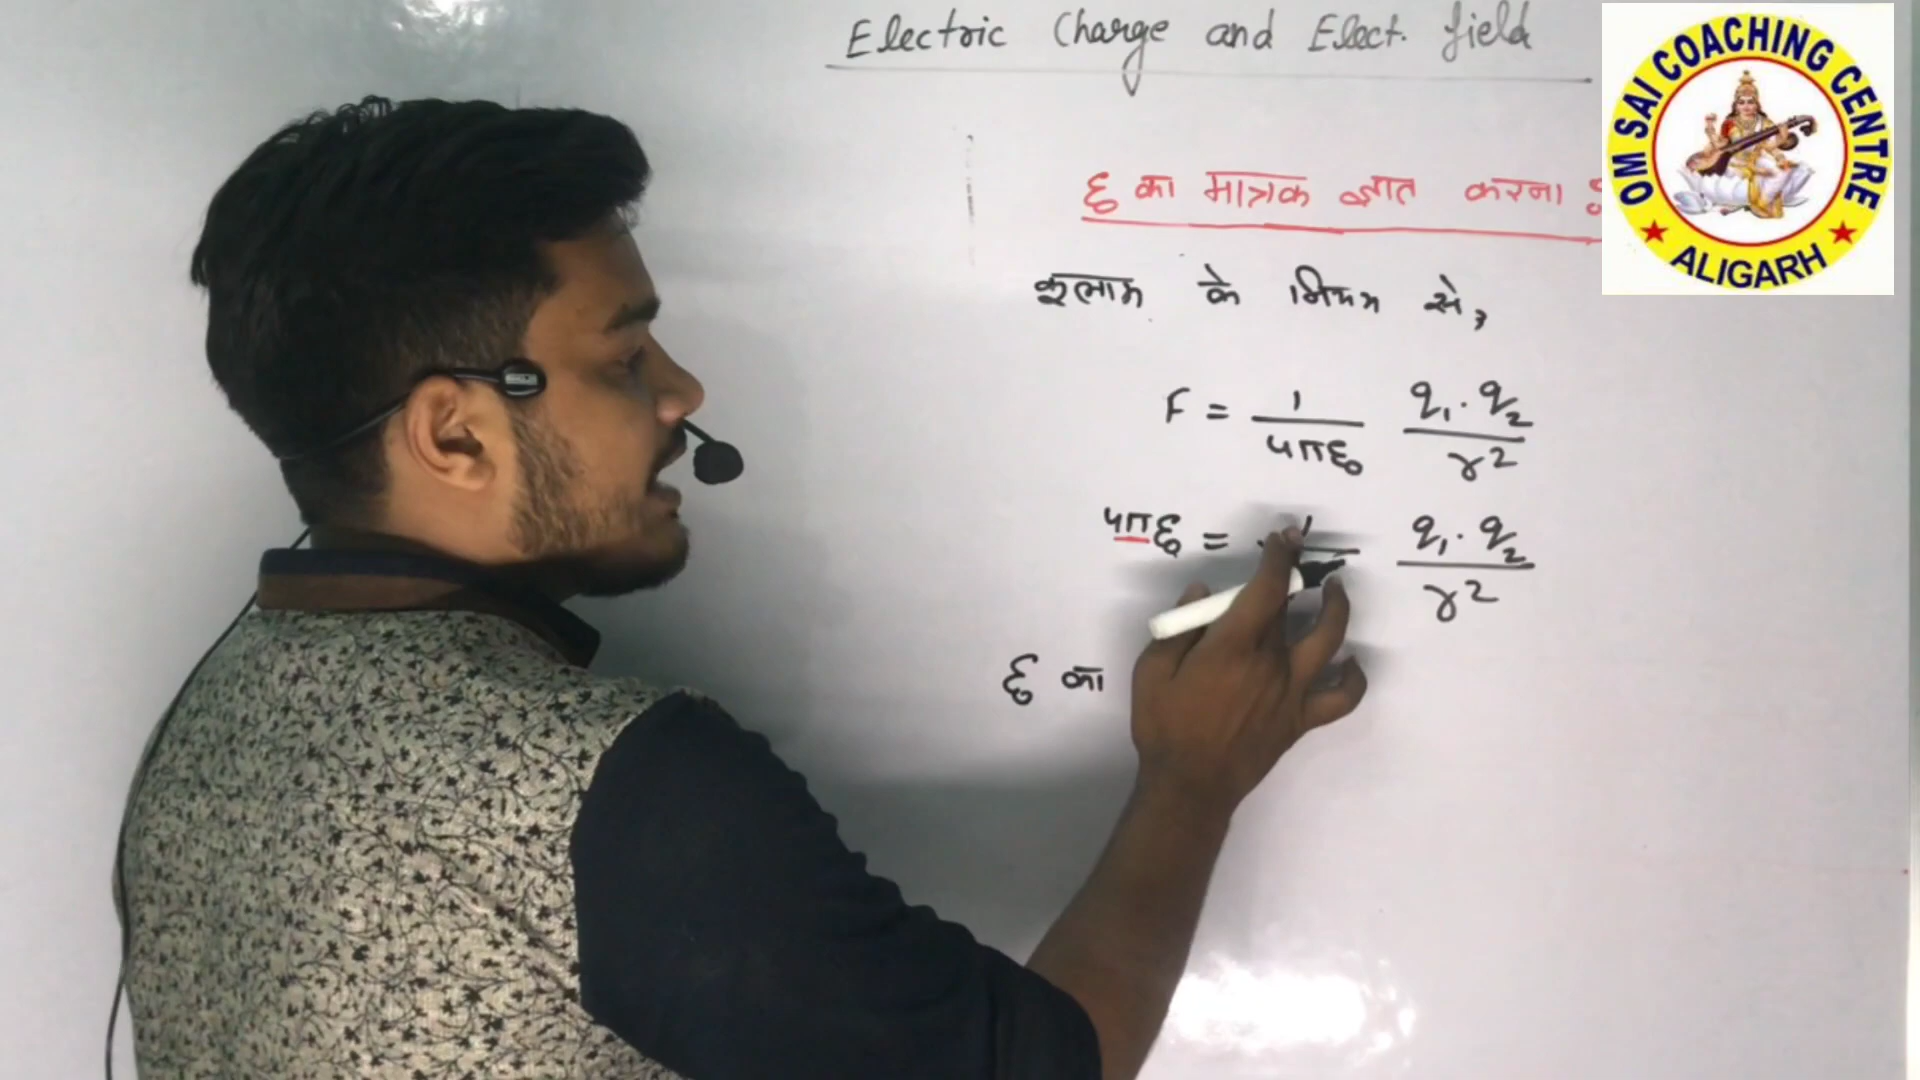 Electric Charge and Elect. field
OM SAI COACHING CENTRE
ALIGARH
ε₀ का मात्रक ज्ञात करना
कूलाम के नियम से,
F = 1/4πε₀ q₁·q₂/r²
4πε₀ = 1/ q₁·q₂/r²
ε₀ का